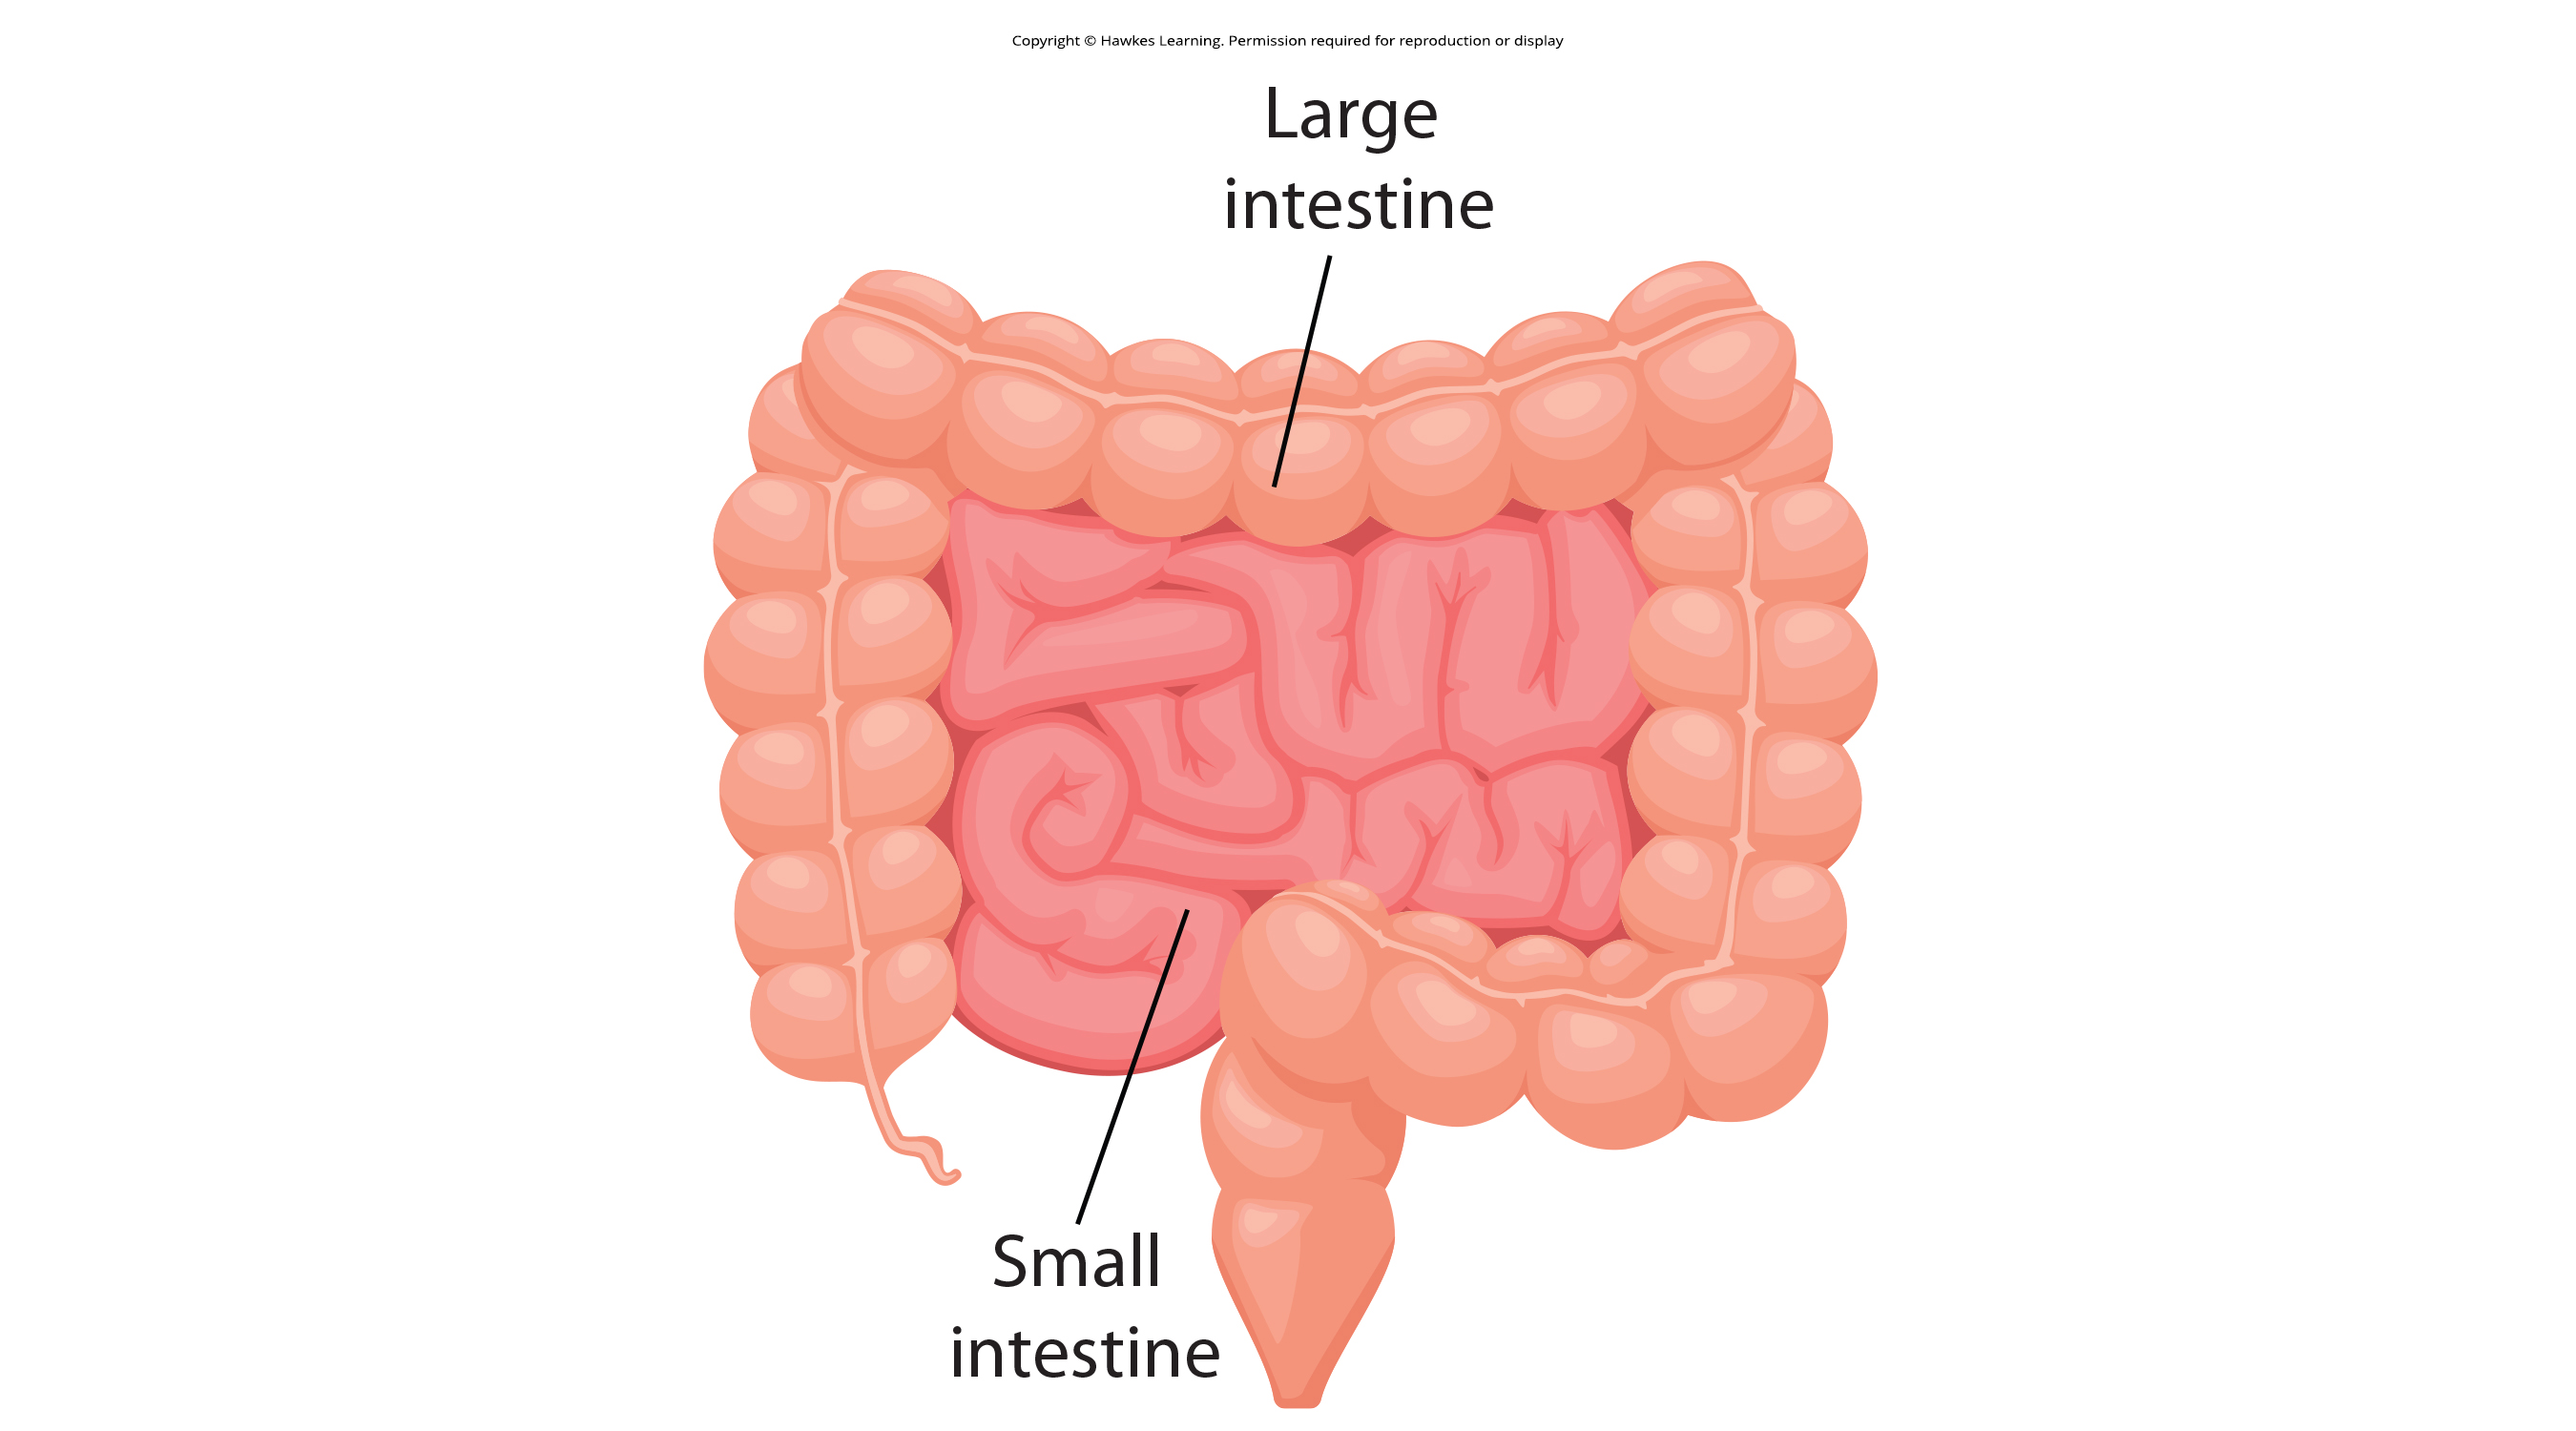 Copyright © Hawkes Learning. Permission required for reproduction or display
Large
intestine
Small
intestine